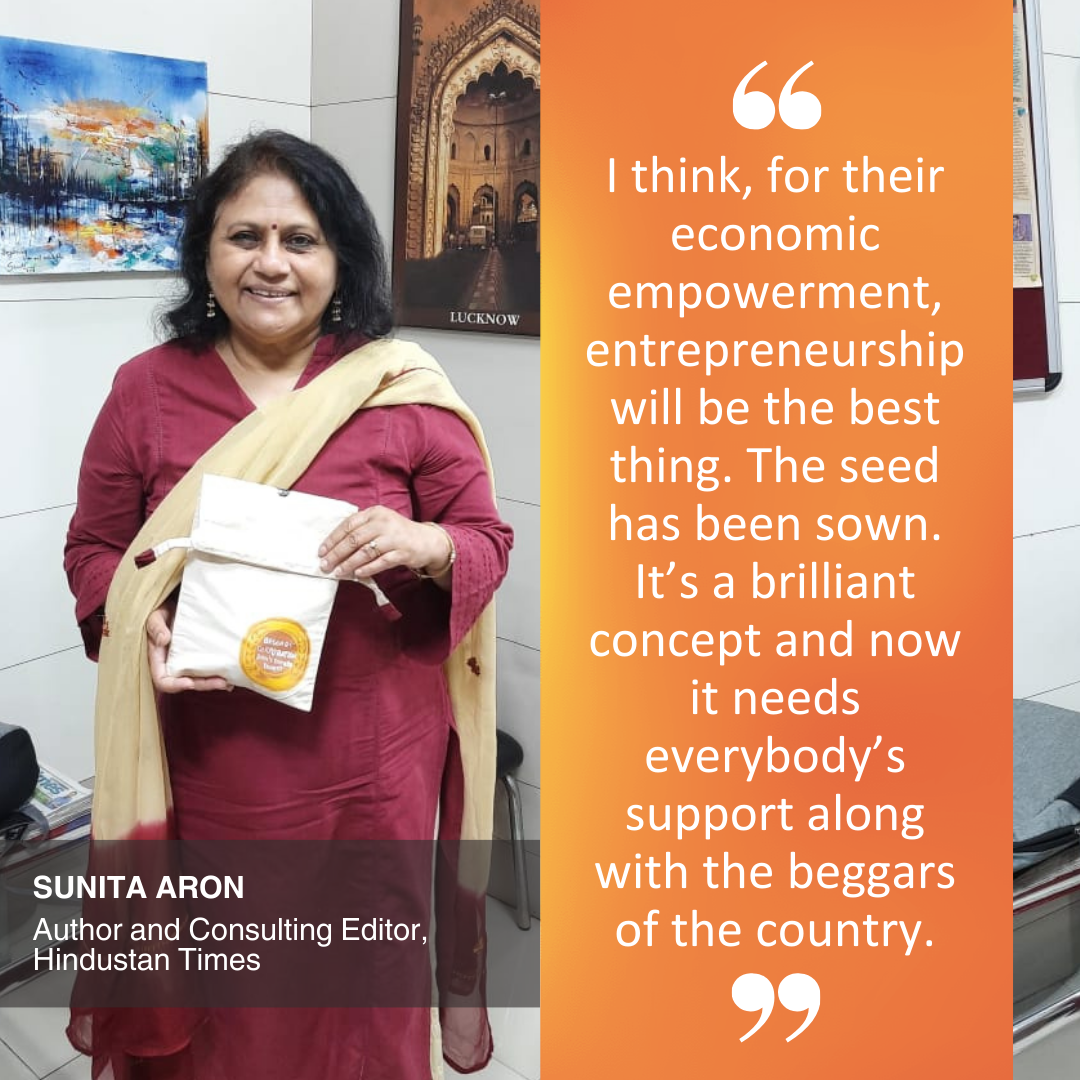 LUCKNOW
SUNITA ARON
Author and Consulting Editor,
Hindustan Times
“
I think, for their
economic
empowerment,
entrepreneurship
will be the best
thing. The seed
has been sown.
It’s a brilliant
concept and now
it needs
everybody’s
support along
with the beggars
of the country.
”